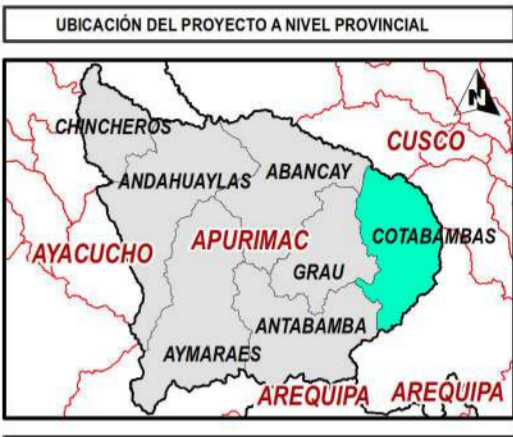 UBICACIÓN DEL PROYECTO A NIVEL PROVINCIAL
N
CHINCHEROS
CUSCO
ANDAHUAYLAS
ABANCAY
COTABAMBAS
AYACUCHO
APURIMAC
GRAU
ANTABAMBA
AYMARAES
AREQUIPA
AREQUIPA